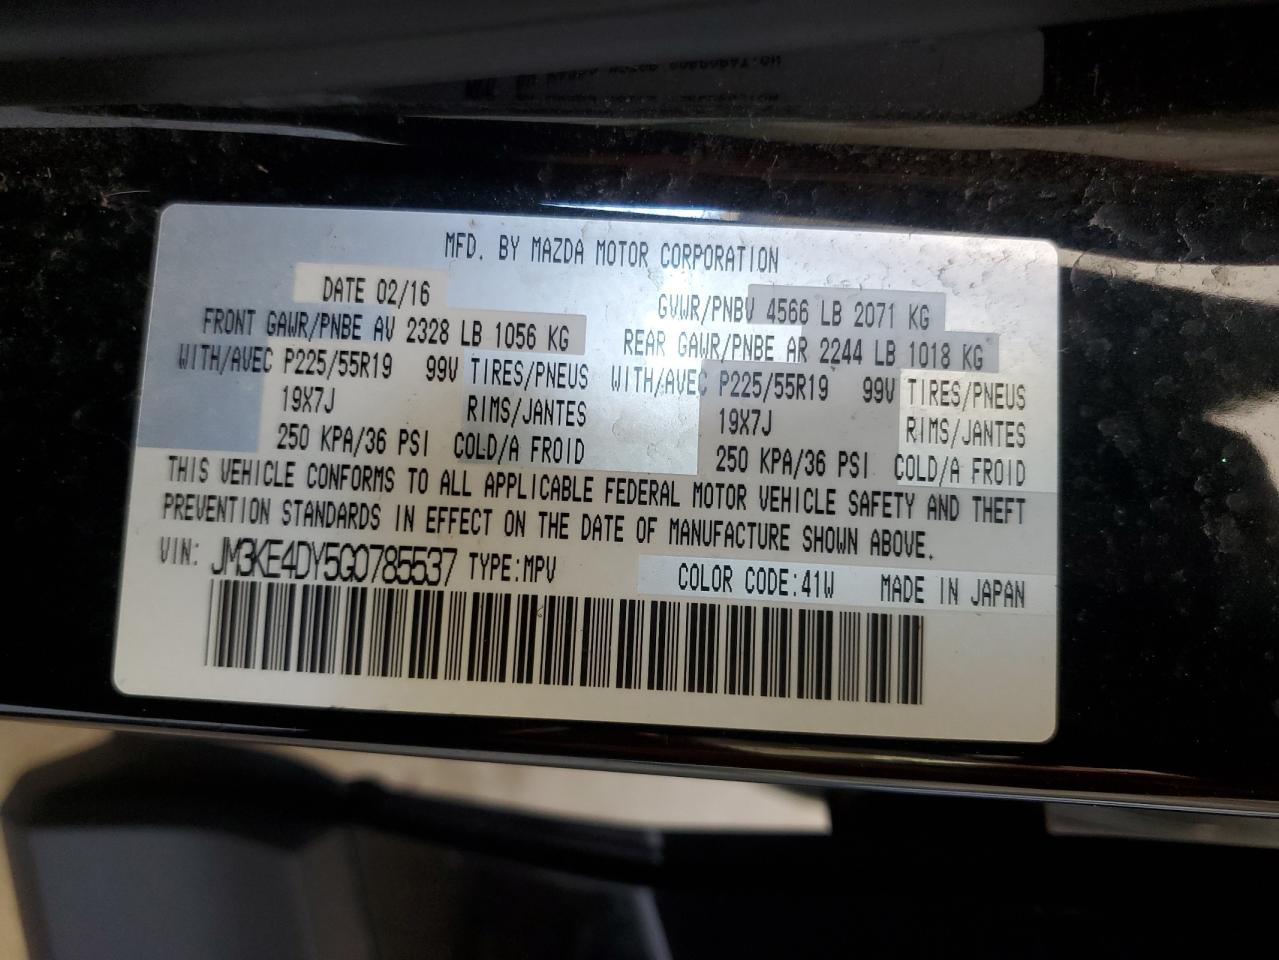 MFD. BY MAZDA MOTOR CORPORATION
DATE 02/16 GVWR/PNBV 4566 LB 2071 KG
FRONT GAWR/PNBE AV 2328 LB 1056 KG REAR GAWR/PNBE AR 2244 LB 1018 KG
WITH/AVEC P225/55R19 99V TIRES/PNEUS WITH/AVEC P225/55R19 99V TIRES/PNEUS
19X7J RIMS/JANTES 19X7J RIMS/JANTES
250 KPA/36 PSI COLD/A FROID 250 KPA/36 PSI COLD/A FROID
THIS VEHICLE CONFORMS TO ALL APPLICABLE FEDERAL MOTOR VEHICLE SAFETY AND THEFT
PREVENTION STANDARDS IN EFFECT ON THE DATE OF MANUFACTURE SHOWN ABOVE.
VIN: JM3KE4DY5G0785537 TYPE:MPV COLOR CODE:41W MADE IN JAPAN